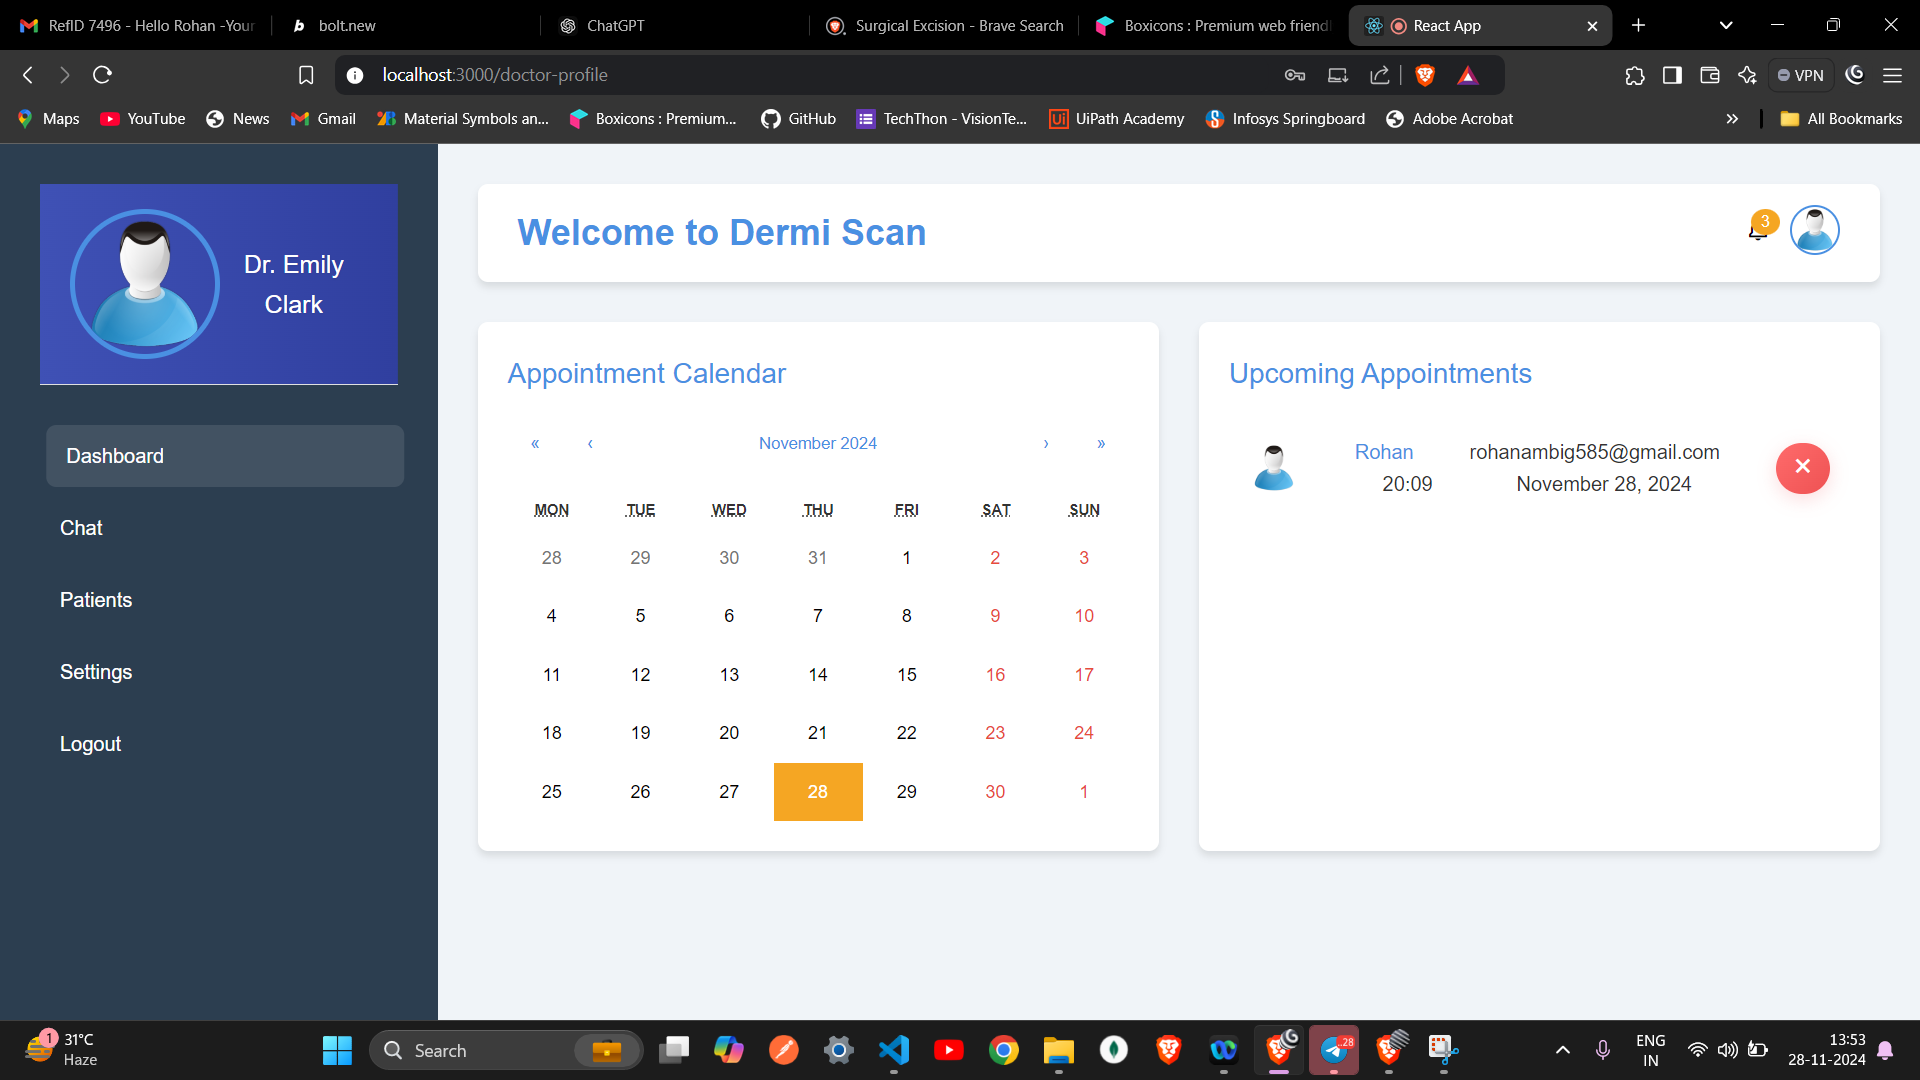 RefID 7496 - Hello Rohan -Your
bolt.new
ChatGPT
Surgical Excision - Brave Search
Boxicons : Premium web friendl
React App
localhost:3000/doctor-profile
VPN
Maps
YouTube
News
Gmail
Material Symbols an...
Boxicons : Premium...
GitHub
TechThon - VisionTe...
UiPath Academy
Infosys Springboard
Adobe Acrobat
»
All Bookmarks
Dr. Emily
Clark
Dashboard
Chat
Patients
Settings
Logout
Welcome to Dermi Scan
3
Appointment Calendar
« ‹ November 2024 › »
MON TUE WED THU FRI SAT SUN
28 29 30 31 1 2 3
4 5 6 7 8 9 10
11 12 13 14 15 16 17
18 19 20 21 22 23 24
25 26 27 28 29 30 1
Upcoming Appointments
Rohan rohanambig585@gmail.com
20:09 November 28, 2024
1
31°C
Haze
Search
..28
ENG
IN
13:53
28-11-2024